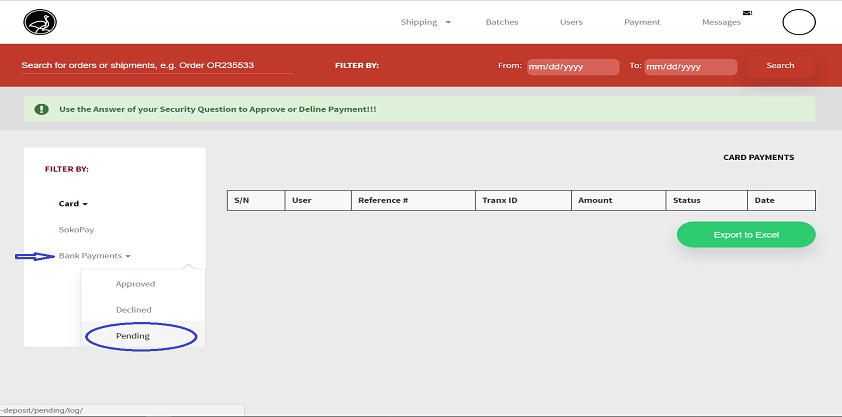 Shipping Batches Users Payment Messages
Search for orders or shipments, e.g. Order OR235533 FILTER BY: From: mm/dd/yyyy To: mm/dd/yyyy Search
Use the Answer of your Security Question to Approve or Deline Payment!!!
FILTER BY:
Card
SokoPay
Bank Payments
Approved
Declined
Pending
CARD PAYMENTS
S/N User Reference # Tranx ID Amount Status Date
Export to Excel
-deposit/pending/log/